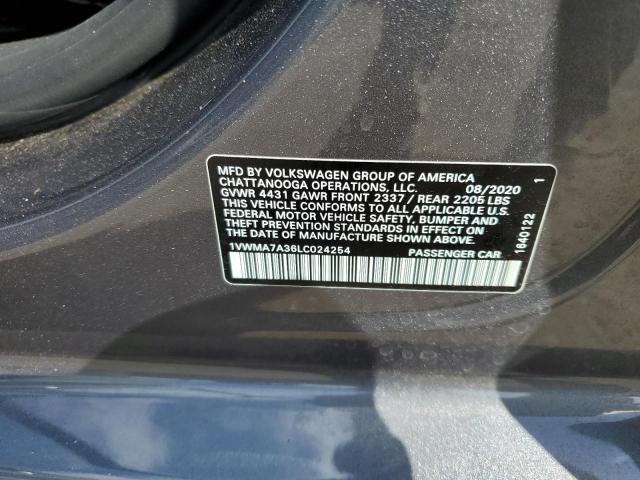 MFD BY VOLKSWAGEN GROUP OF AMERICA
CHATTANOOGA OPERATIONS, LLC. 08/2020
GVWR 4431 GAWR FRONT 2337 / REAR 2205 LBS
THIS VEHICLE CONFORMS TO ALL APPLICABLE U.S.
FEDERAL MOTOR VEHICLE SAFETY, BUMPER AND
THEFT PREVENTION STANDARDS IN EFFECT ON
THE DATE OF MANUFACTURE SHOWN ABOVE.
1VWMA7A36LC024254 PASSENGER CAR
1640122 1